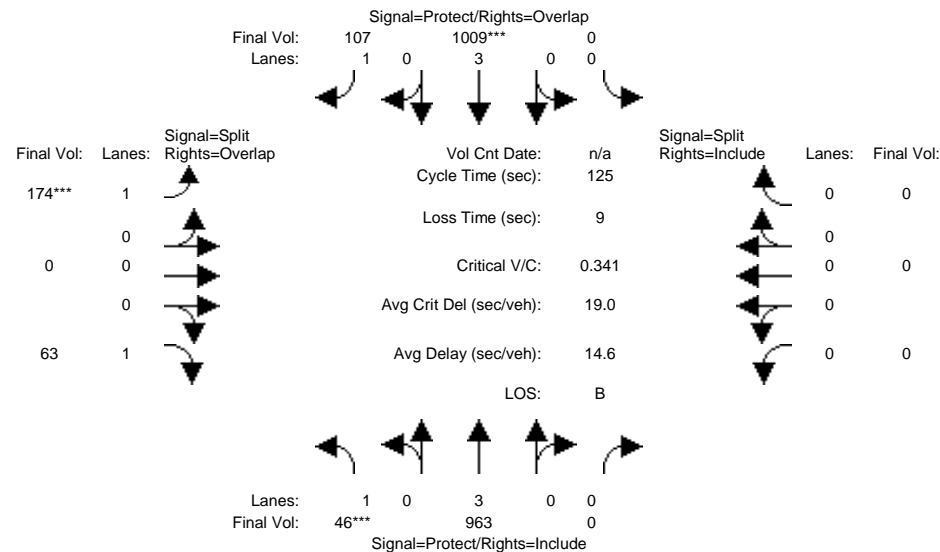 Signal=Protect/Rights=Overlap
Final Vol: 107 1009*** 0
Lanes: 1 0 3 0 0
Signal=Split Signal=Split
Final Vol: Lanes: Rights=Overlap Vol Cnt Date: n/a Rights=Include Lanes: Final Vol:
Cycle Time (sec): 125
174*** 1 0 0
Loss Time (sec): 9
0 0
0 0 Critical V/C: 0.341 0 0
0 Avg Crit Del (sec/veh): 19.0 0
63 1 Avg Delay (sec/veh): 14.6 0 0
LOS: B
Lanes: 1 0 3 0 0
Final Vol: 46*** 963 0
Signal=Protect/Rights=Include